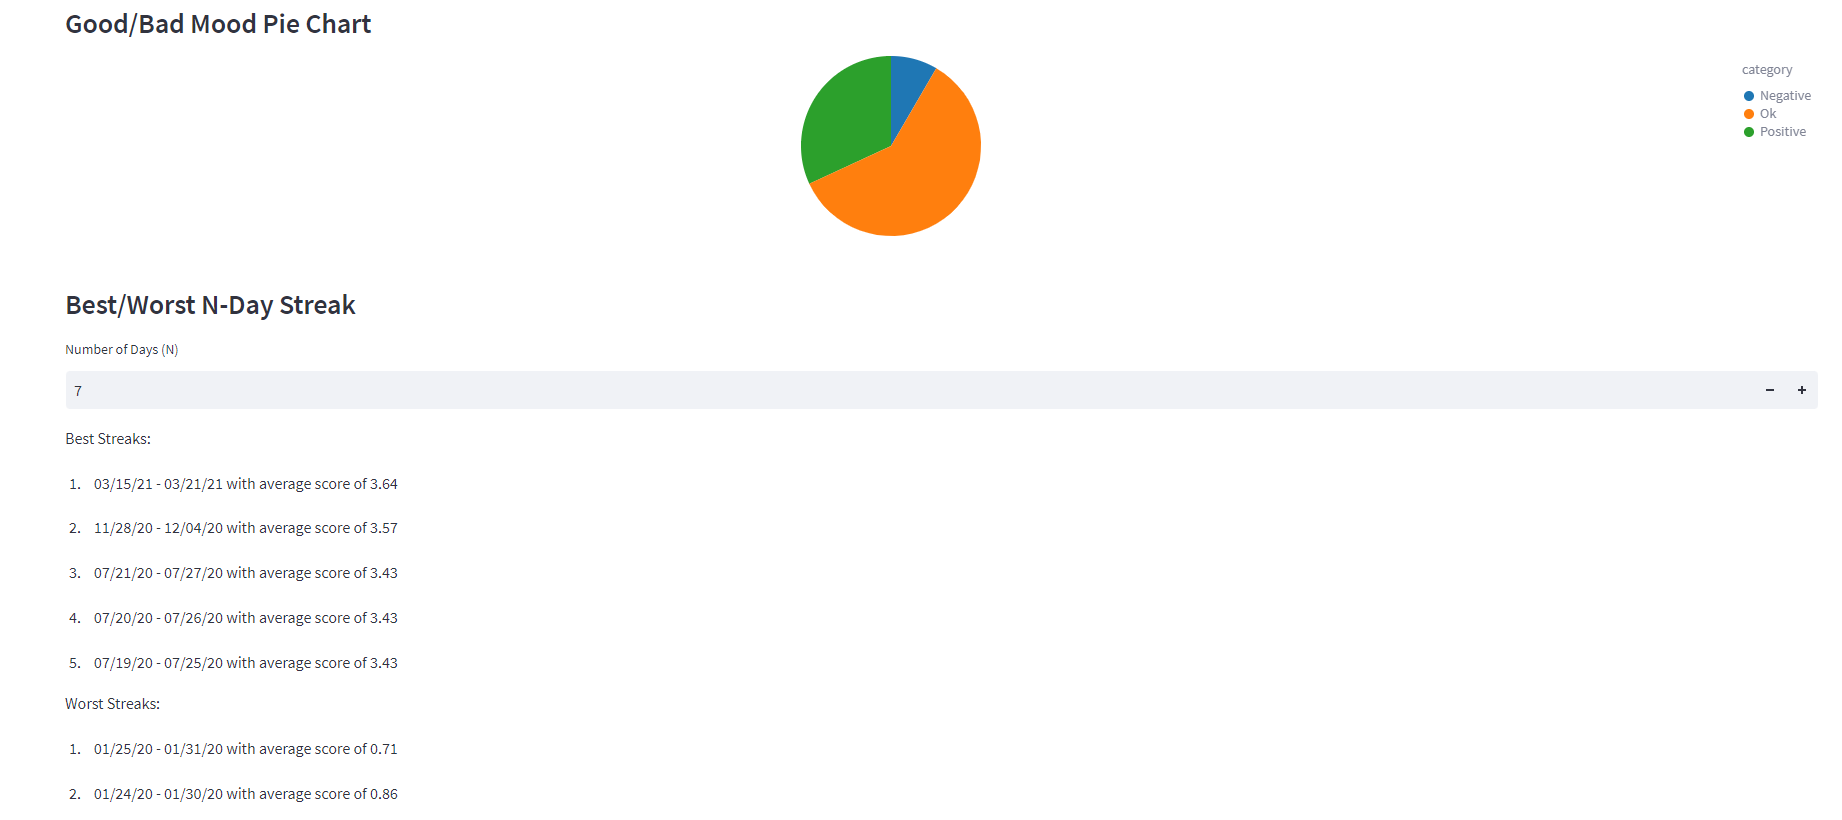 Good/Bad Mood Pie Chart
category
Negative
Ok
Positive
Best/Worst N-Day Streak
Number of Days (N)
7 − +
Best Streaks:
1. 03/15/21 - 03/21/21 with average score of 3.64
2. 11/28/20 - 12/04/20 with average score of 3.57
3. 07/21/20 - 07/27/20 with average score of 3.43
4. 07/20/20 - 07/26/20 with average score of 3.43
5. 07/19/20 - 07/25/20 with average score of 3.43
Worst Streaks:
1. 01/25/20 - 01/31/20 with average score of 0.71
2. 01/24/20 - 01/30/20 with average score of 0.86